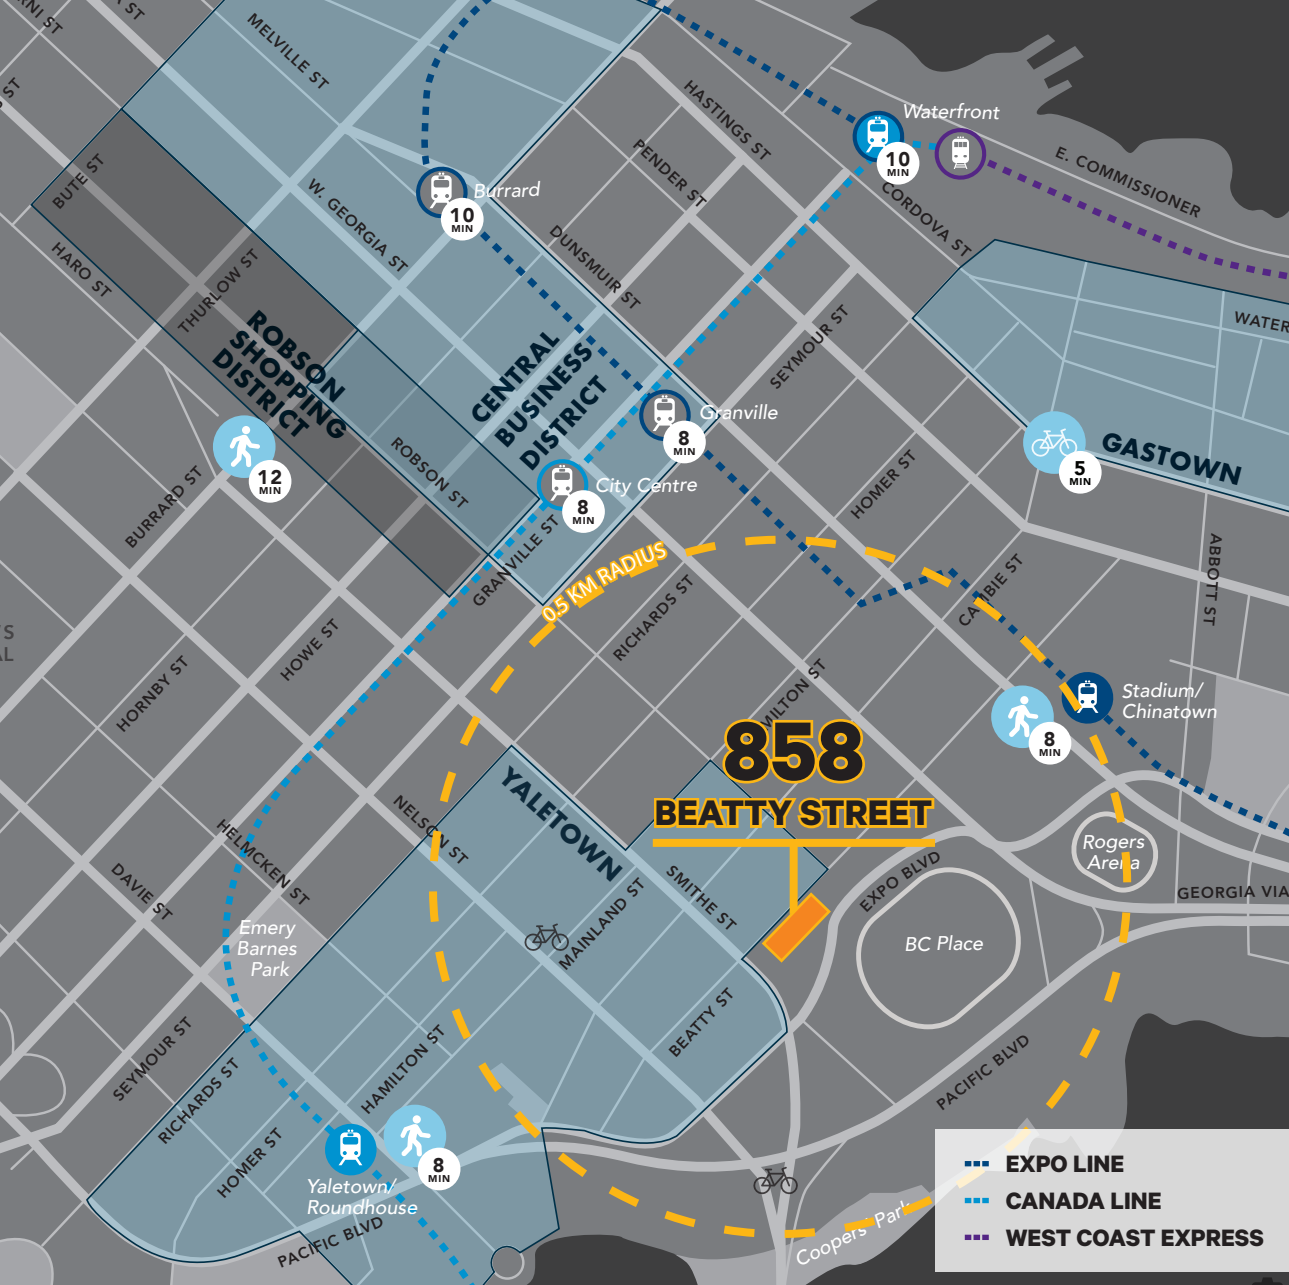 MELVILLE ST
HASTINGS ST
Waterfront
10
MIN
E. COMMISSIONER
PENDER ST
CORDOVA ST
BUTE ST
Burrard
10
MIN
W. GEORGIA ST
DUNSMUIR ST
HARO ST
THURLOW ST
WATER
SEYMOUR ST
ROBSON
SHOPPING
DISTRICT
CENTRAL
BUSINESS
DISTRICT
Granville
8
MIN
GASTOWN
5
MIN
12
MIN
ROBSON ST
City Centre
8
MIN
BURRARD ST
HOMER ST
GRANVILLE ST
0.5 KM RADIUS
ABBOTT ST
CAMBIE ST
RICHARDS ST
HOWE ST
HORNBY ST
Stadium/
Chinatown
8
MIN
858
BEATTY STREET
YALETOWN
NELSON ST
HELMCKEN ST
DAVIE ST
SMITHE ST
MAINLAND ST
EXPO BLVD
Rogers
Arena
GEORGIA VIA
BC Place
Emery
Barnes
Park
BEATTY ST
SEYMOUR ST
RICHARDS ST
HAMILTON ST
PACIFIC BLVD
HOMER ST
8
MIN
Yaletown/
Roundhouse
PACIFIC BLVD
Coopers' Park
EXPO LINE
CANADA LINE
WEST COAST EXPRESS